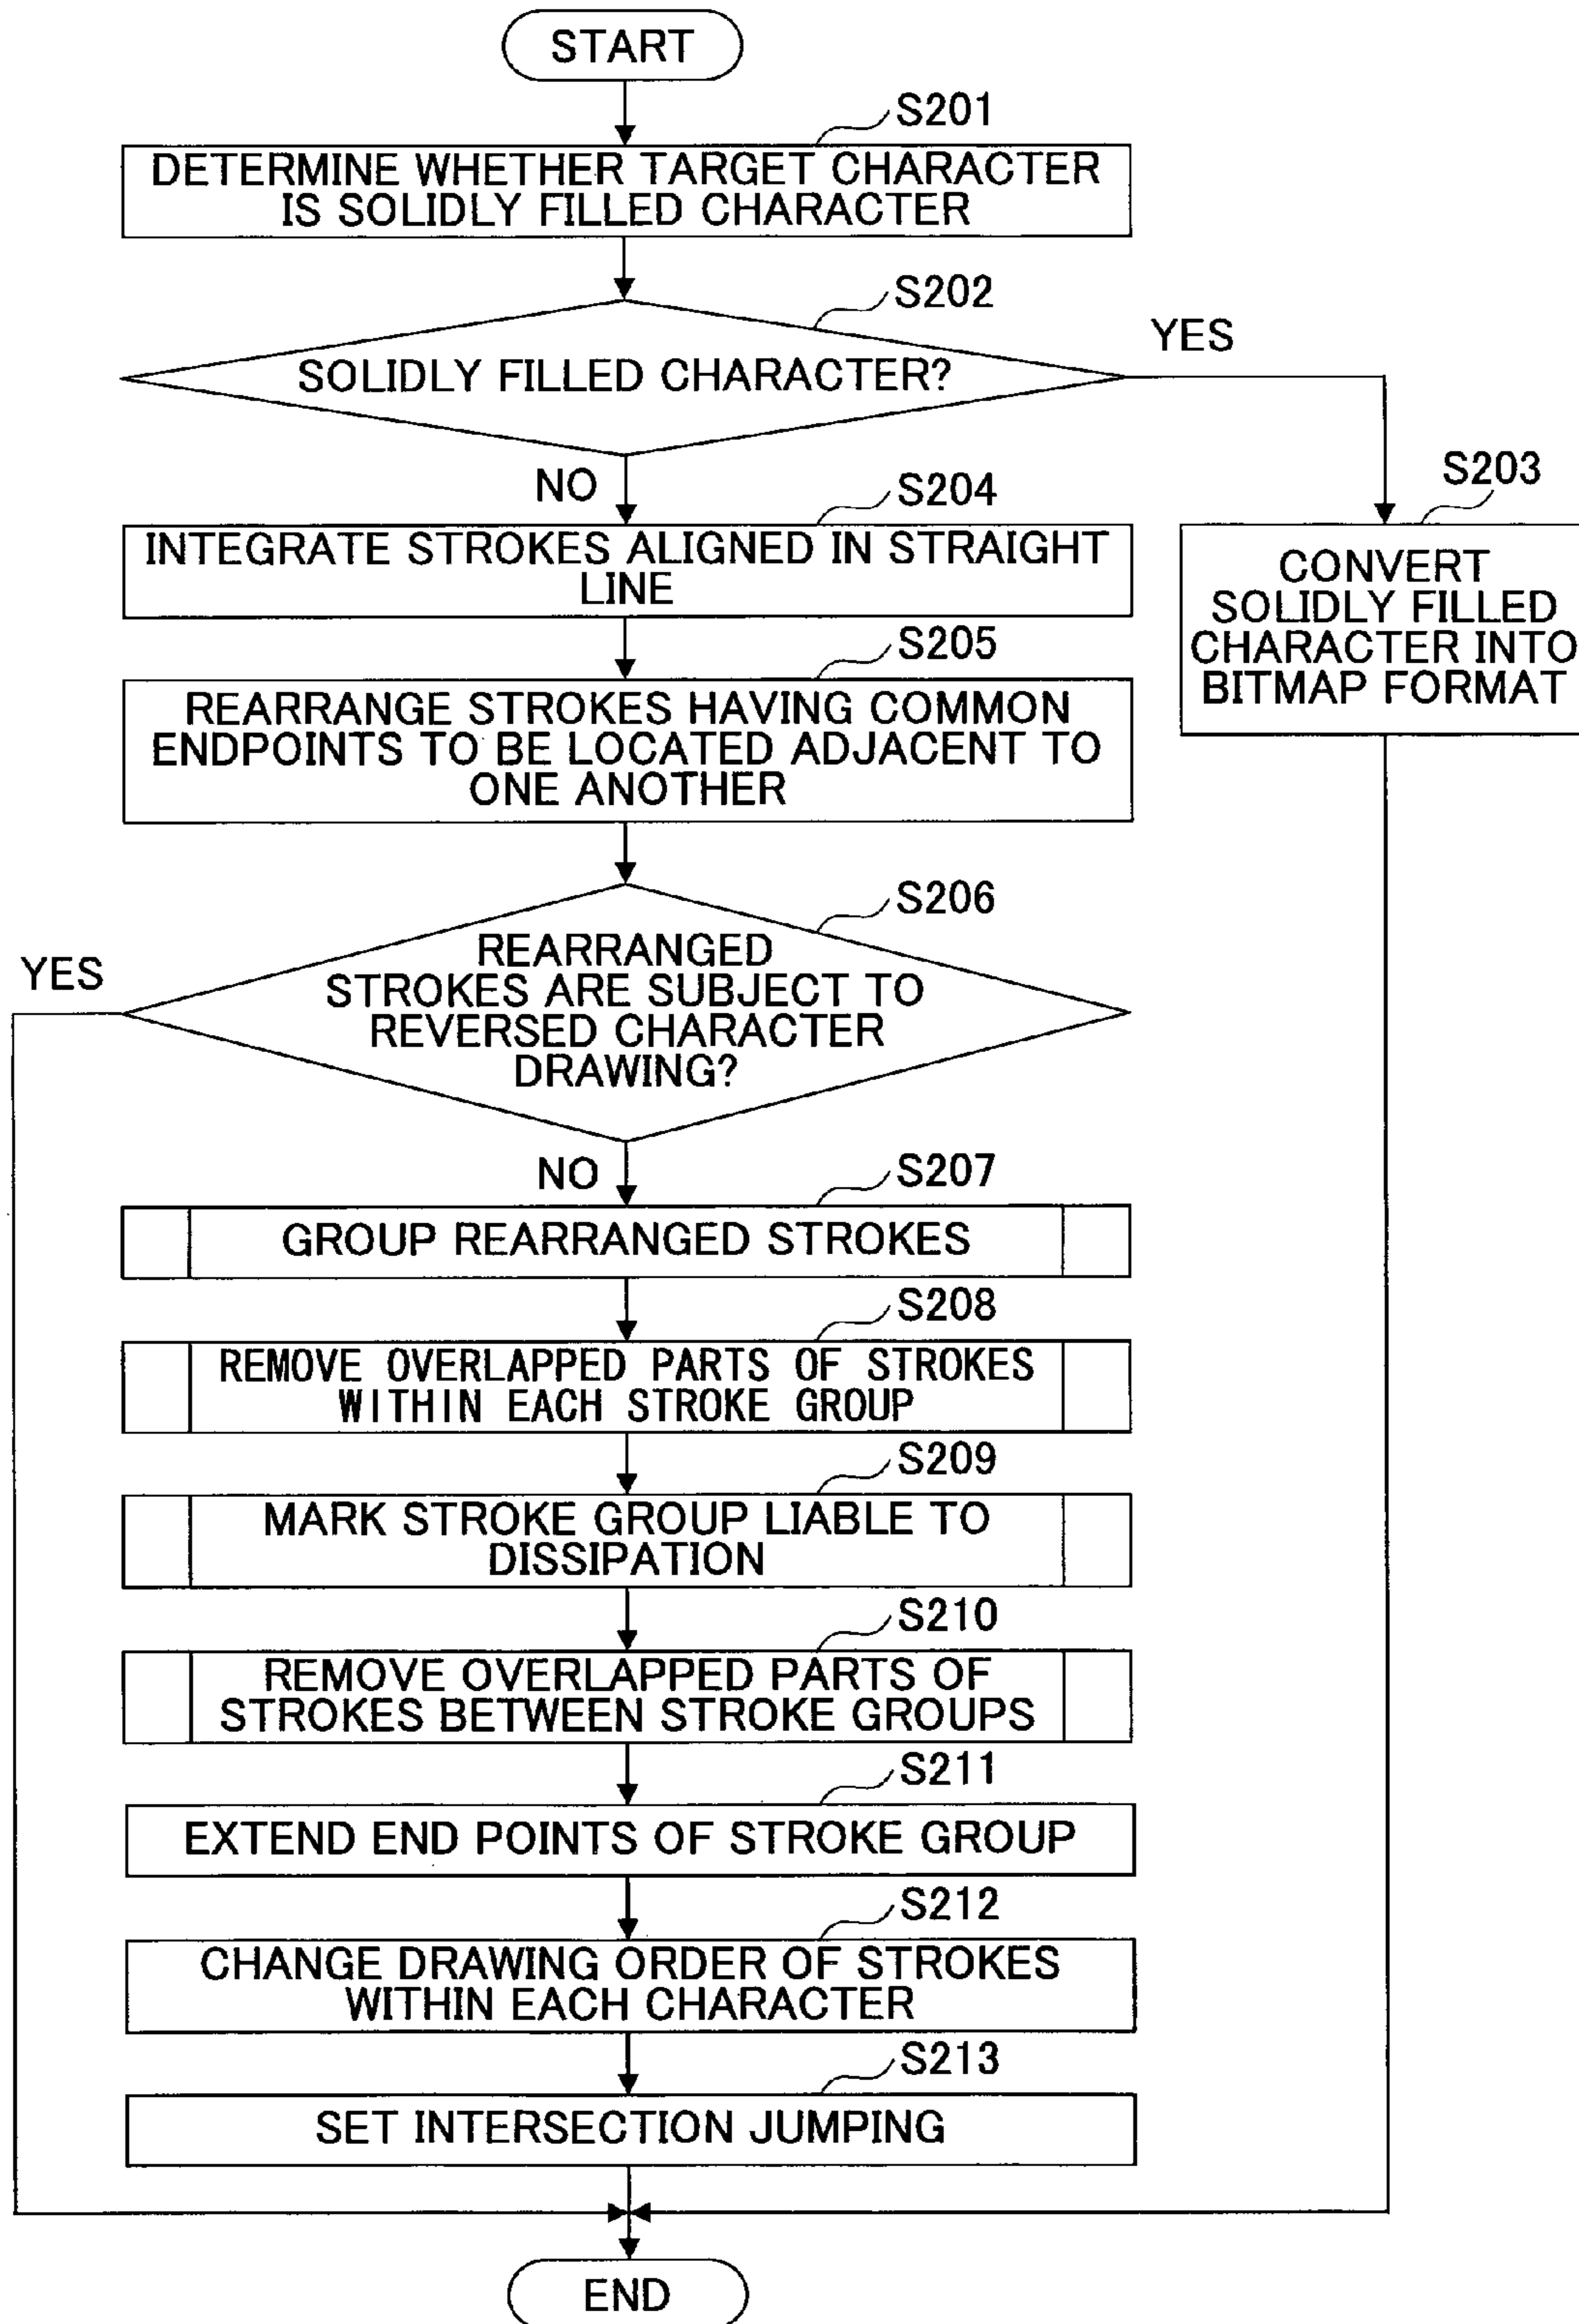 START
S201
DETERMINE WHETHER TARGET CHARACTER
IS SOLIDLY FILLED CHARACTER
S202
SOLIDLY FILLED CHARACTER?
YES
NO
S203
CONVERT
SOLIDLY FILLED
CHARACTER INTO
BITMAP FORMAT
S204
INTEGRATE STROKES ALIGNED IN STRAIGHT
LINE
S205
REARRANGE STROKES HAVING COMMON
ENDPOINTS TO BE LOCATED ADJACENT TO
ONE ANOTHER
S206
REARRANGED
STROKES ARE SUBJECT TO
REVERSED CHARACTER
DRAWING?
YES
NO
S207
GROUP REARRANGED STROKES
S208
REMOVE OVERLAPPED PARTS OF STROKES
WITHIN EACH STROKE GROUP
S209
MARK STROKE GROUP LIABLE TO
DISSIPATION
S210
REMOVE OVERLAPPED PARTS OF
STROKES BETWEEN STROKE GROUPS
S211
EXTEND END POINTS OF STROKE GROUP
S212
CHANGE DRAWING ORDER OF STROKES
WITHIN EACH CHARACTER
S213
SET INTERSECTION JUMPING
END